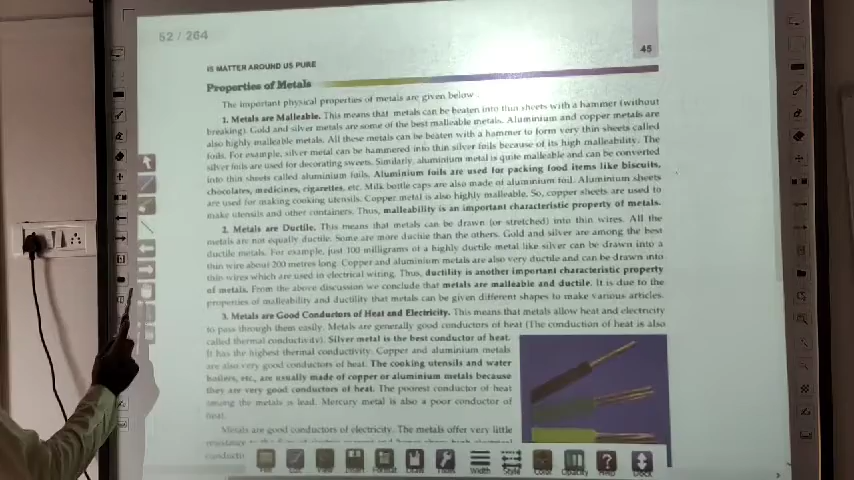 52 / 264
45
IS MATTER AROUND US PURE
Properties of Metals
The important physical properties of metals are given below.
1. Metals are Malleable. This means that metals can be beaten into thin sheets with a hammer (without
breaking). Gold and silver metals are some of the best malleable metals. Aluminium and copper metals are
also highly malleable metals. All these metals can be beaten with a hammer to form very thin sheets called
foils. For example, silver metal can be hammered into thin silver foils because of its high malleability. The
silver foils are used for decorating sweets. Similarly, aluminium metal is quite malleable and can be converted
into thin sheets called aluminium foils. Aluminium foils are used for packing food items like biscuits,
chocolates, medicines, cigarettes, etc. Milk bottle caps are also made of aluminium foil. Aluminium sheets
are used for making cooking utensils. Copper metal is also highly malleable. So, copper sheets are used to
make utensils and other containers. Thus, malleability is an important characteristic property of metals.
2. Metals are Ductile. This means that metals can be drawn (or stretched) into thin wires. All the
metals are not equally ductile. Some are more ductile than the others. Gold and silver are among the best
ductile metals. For example, just 100 milligrams of a highly ductile metal like silver can be drawn into a
thin wire about 200 metres long. Copper and aluminium metals are also very ductile and can be drawn into
thin wires which are used in electrical wiring. Thus, ductility is another important characteristic property
of metals. From the above discussion we conclude that metals are malleable and ductile. It is due to the
properties of malleability and ductility that metals can be given different shapes to make various articles.
3. Metals are Good Conductors of Heat and Electricity. This means that metals allow heat and electricity
to pass through them easily. Metals are generally good conductors of heat (The conduction of heat is also
called thermal conductivity). Silver metal is the best conductor of heat.
It has the highest thermal conductivity. Copper and aluminium metals
are also very good conductors of heat. The cooking utensils and water
boilers, etc., are usually made of copper or aluminium metals because
they are very good conductors of heat. The poorest conductor of heat
among the metals is lead. Mercury metal is also a poor conductor of
heat.
Metals are good conductors of electricity. The metals offer very little
Width
Style
Color
Opacity